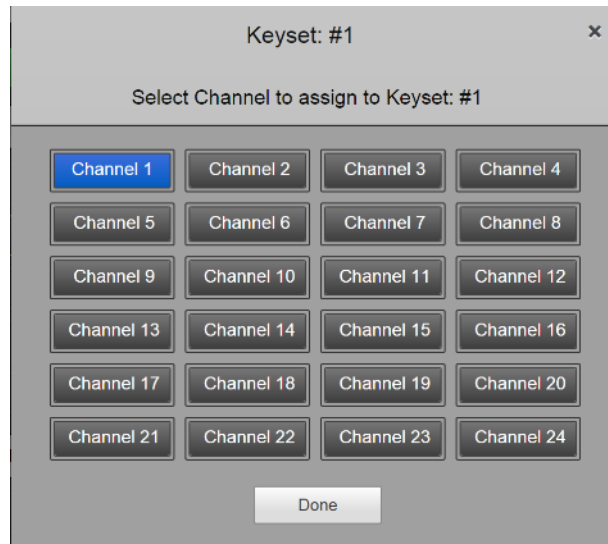 Keyset: #1
Select Channel to assign to Keyset: #1
Channel 1 Channel 2 Channel 3 Channel 4
Channel 5 Channel 6 Channel 7 Channel 8
Channel 9 Channel 10 Channel 11 Channel 12
Channel 13 Channel 14 Channel 15 Channel 16
Channel 17 Channel 18 Channel 19 Channel 20
Channel 21 Channel 22 Channel 23 Channel 24
Done